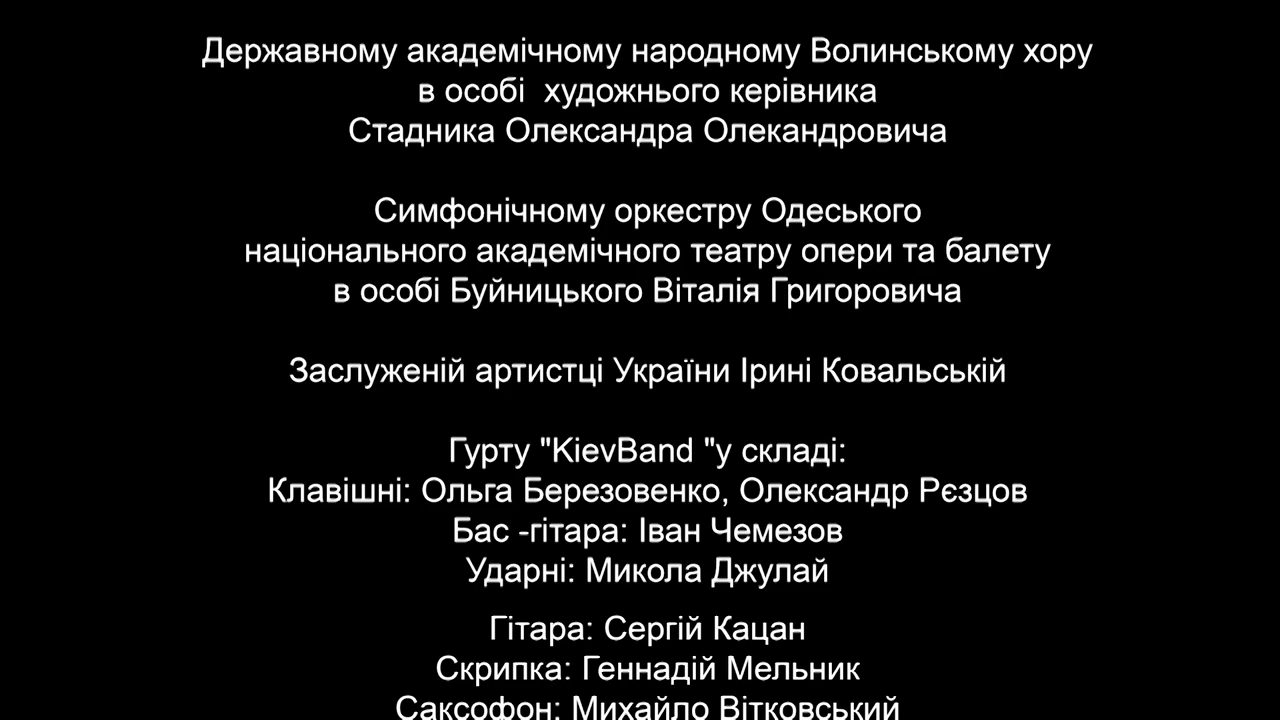 Державному академічному народному Волинському хору
в особі  художнього керівника
Стадника Олександра Олекандровича
Симфонічному оркестру Одеського
національного академічного театру опери та балету
в особі Буйницького Віталія Григоровича
Заслуженій артистці України Ірині Ковальській
Гурту "KievBand "у складі:
Клавішні: Ольга Березовенко, Олександр Рєзцов
Бас -гітара: Іван Чемезов
Ударні: Микола Джулай
Гітара: Сергій Кацан
Скрипка: Геннадій Мельник
Саксофон: Михайло Вітковський